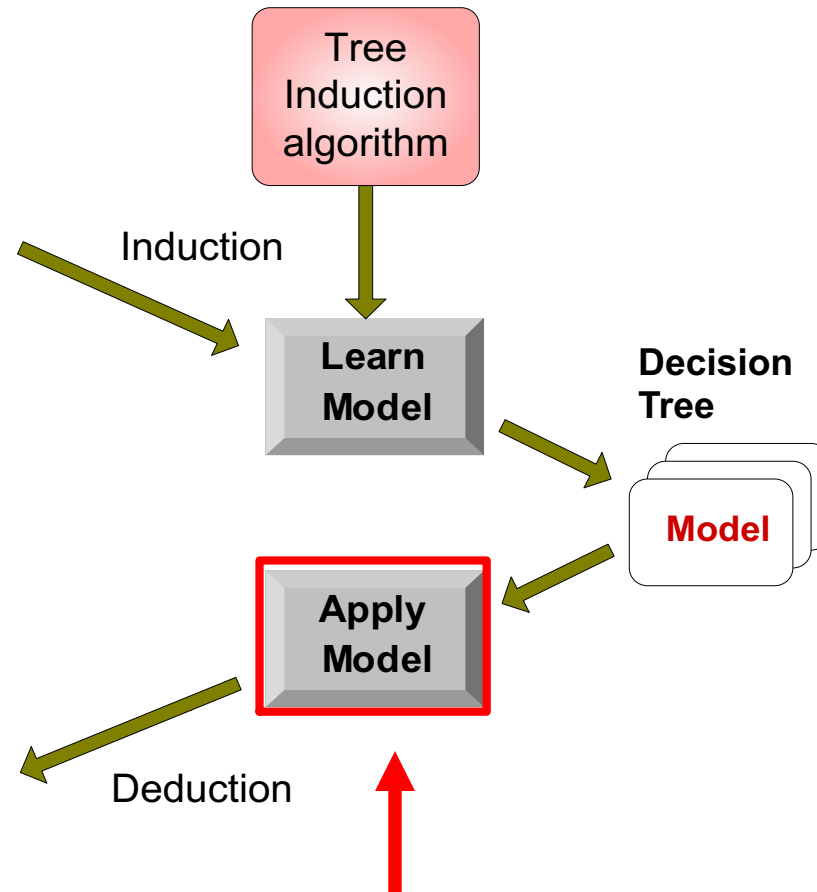 Tree
Induction
algorithm
Induction
Learn
Model
Decision
Tree
Model
Apply
Model
Deduction